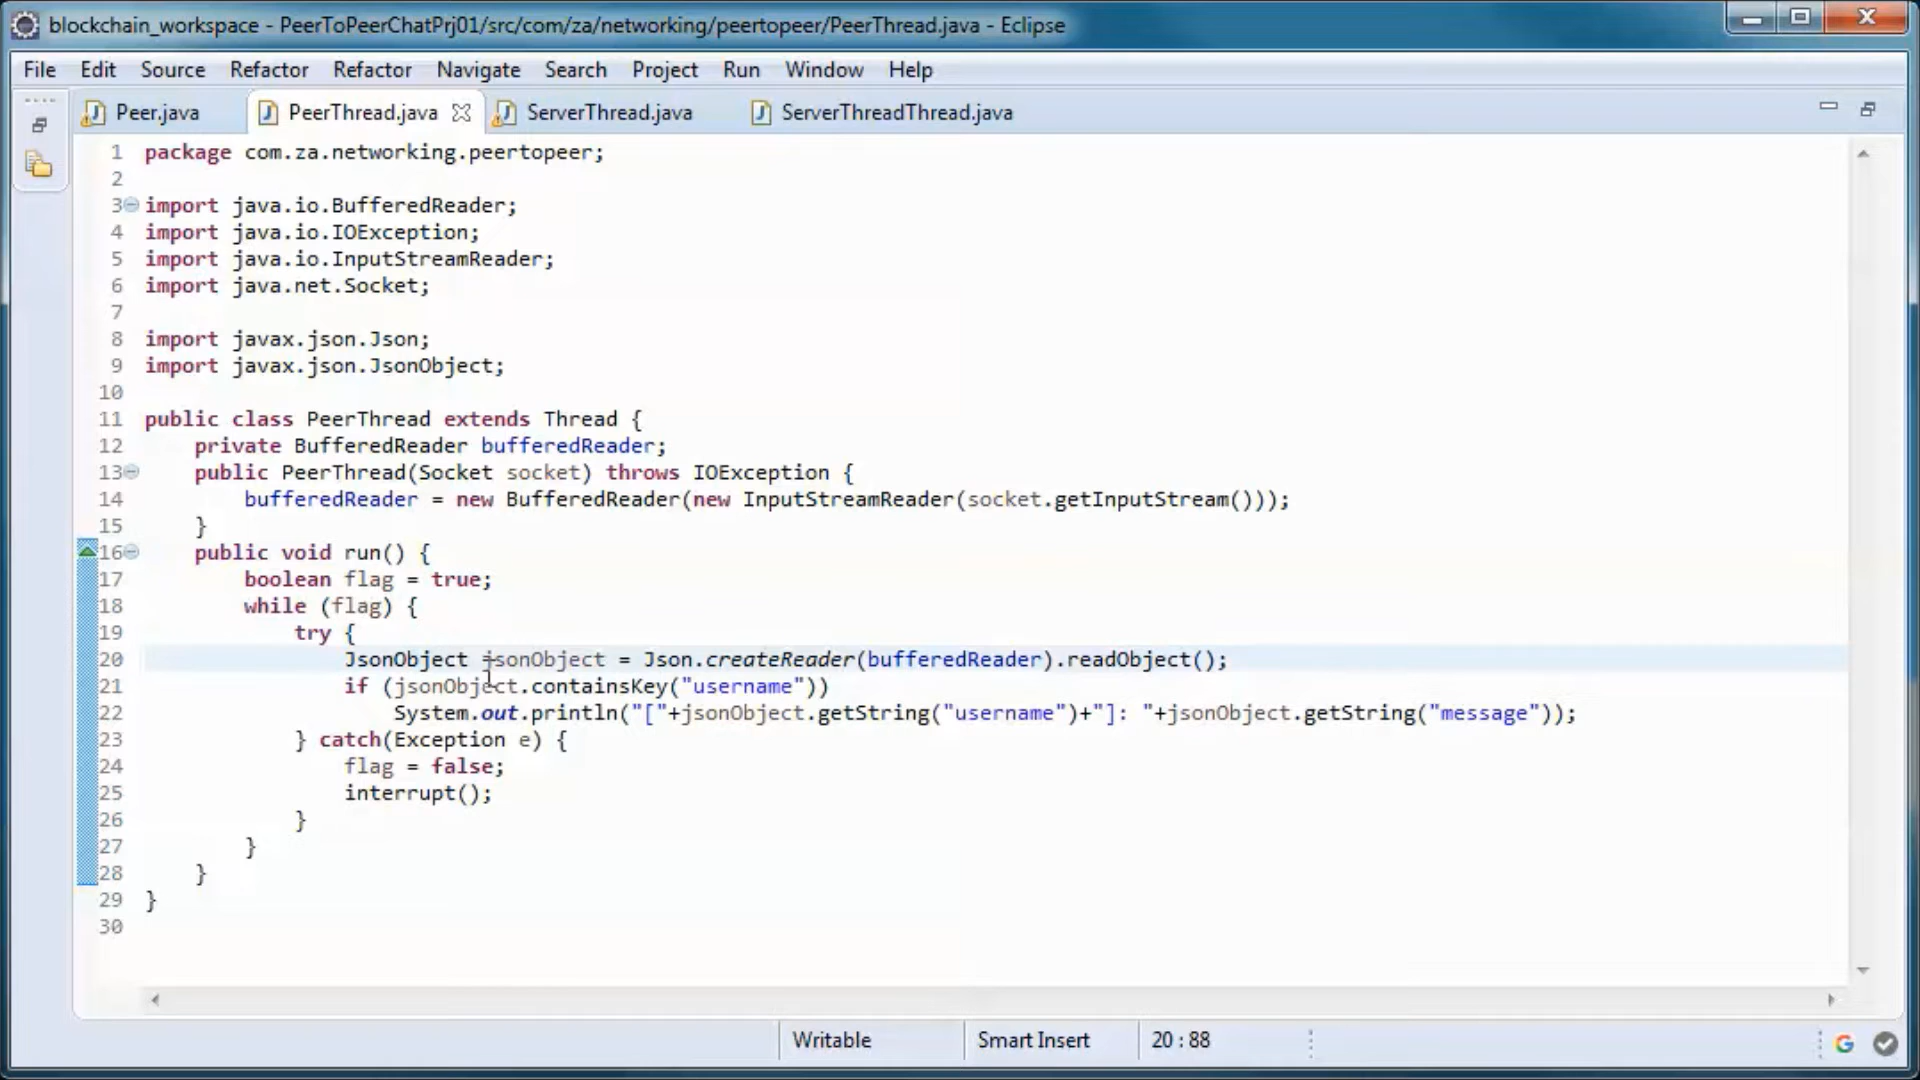 blockchain_workspace - PeerToPeerChatPrj01/src/com/za/networking/peertopeer/PeerThread.java - Eclipse
File Edit Source Refactor Refactor Navigate Search Project Run Window Help
Peer.java PeerThread.java ServerThread.java ServerThreadThread.java
1 package com.za.networking.peertopeer;
2
3 import java.io.BufferedReader;
4 import java.io.IOException;
5 import java.io.InputStreamReader;
6 import java.net.Socket;
7
8 import javax.json.Json;
9 import javax.json.JsonObject;
10
11 public class PeerThread extends Thread {
12     private BufferedReader bufferedReader;
13     public PeerThread(Socket socket) throws IOException {
14         bufferedReader = new BufferedReader(new InputStreamReader(socket.getInputStream()));
15     }
16     public void run() {
17         boolean flag = true;
18         while (flag) {
19             try {
20                 JsonObject jsonObject = Json.createReader(bufferedReader).readObject();
21                 if (jsonObject.containsKey("username"))
22                     System.out.println("["+jsonObject.getString("username")+"]: "+jsonObject.getString("message"));
23             } catch(Exception e) {
24                 flag = false;
25                 interrupt();
26             }
27         }
28     }
29 }
30
Writable Smart Insert 20 : 88